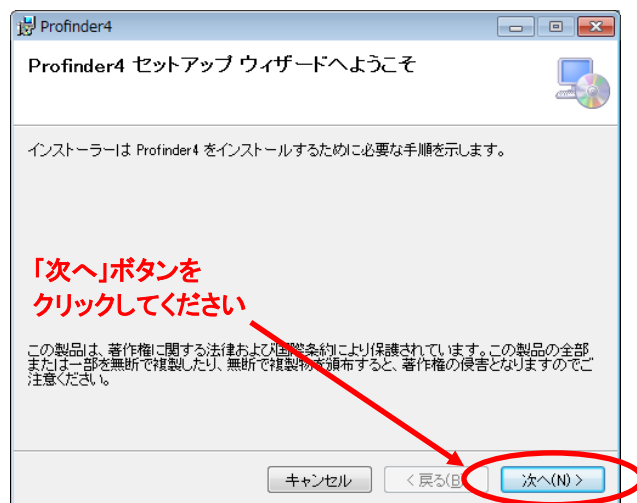 Profinder4
Profinder4 セットアップ ウィザードへようこそ
インストーラーは Profinder4 をインストールするために必要な手順を示します。
「次へ」ボタンを
クリックしてください
この製品は、著作権に関する法律および国際条約により保護されています。この製品の全部
または一部を無断で複製したり、無断で複製物を頒布すると、著作権の侵害となりますのでご
注意ください。
キャンセル
< 戻る(B
次へ(N) >